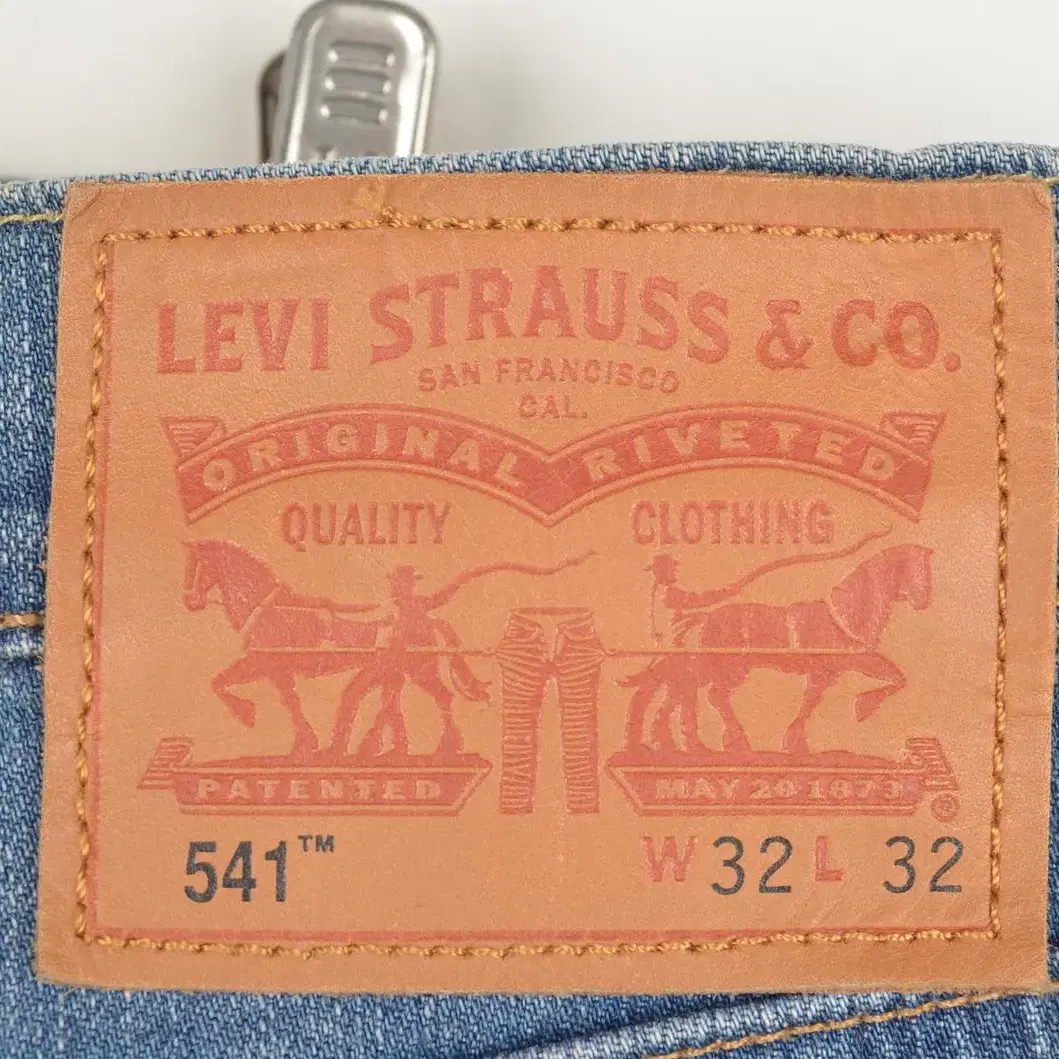 LEVI STRAUSS & CO.
SAN FRANCISCO
CAL.
ORIGINAL RIVETED
QUALITY CLOTHING
PATENTED MAY 20 1873 ®
541™ W 32 L 32